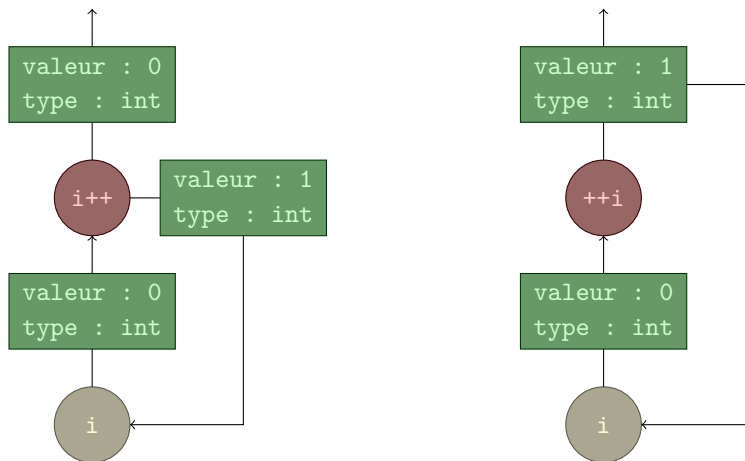 valeur : 0
type : int
i++
valeur : 1
type : int
valeur : 0
type : int
i
valeur : 1
type : int
++i
valeur : 0
type : int
i